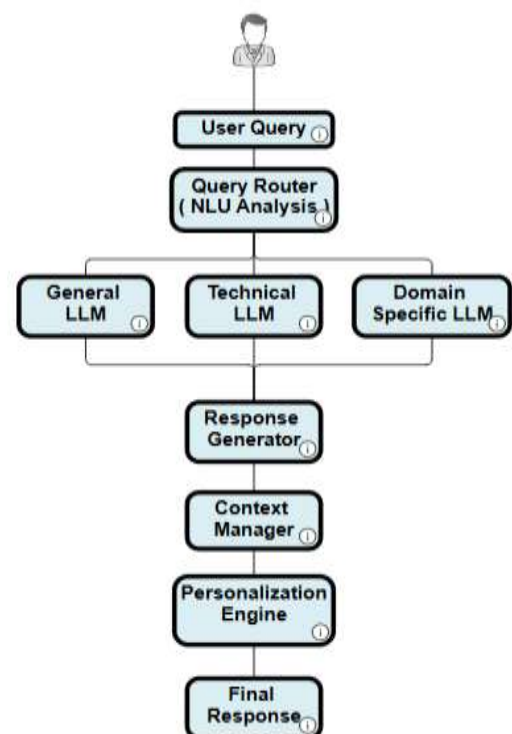 User Query
Query Router
( NLU Analysis )
General
LLM
Technical
LLM
Domain
Specific LLM
Response
Generator
Context
Manager
Personalization
Engine
Final
Response